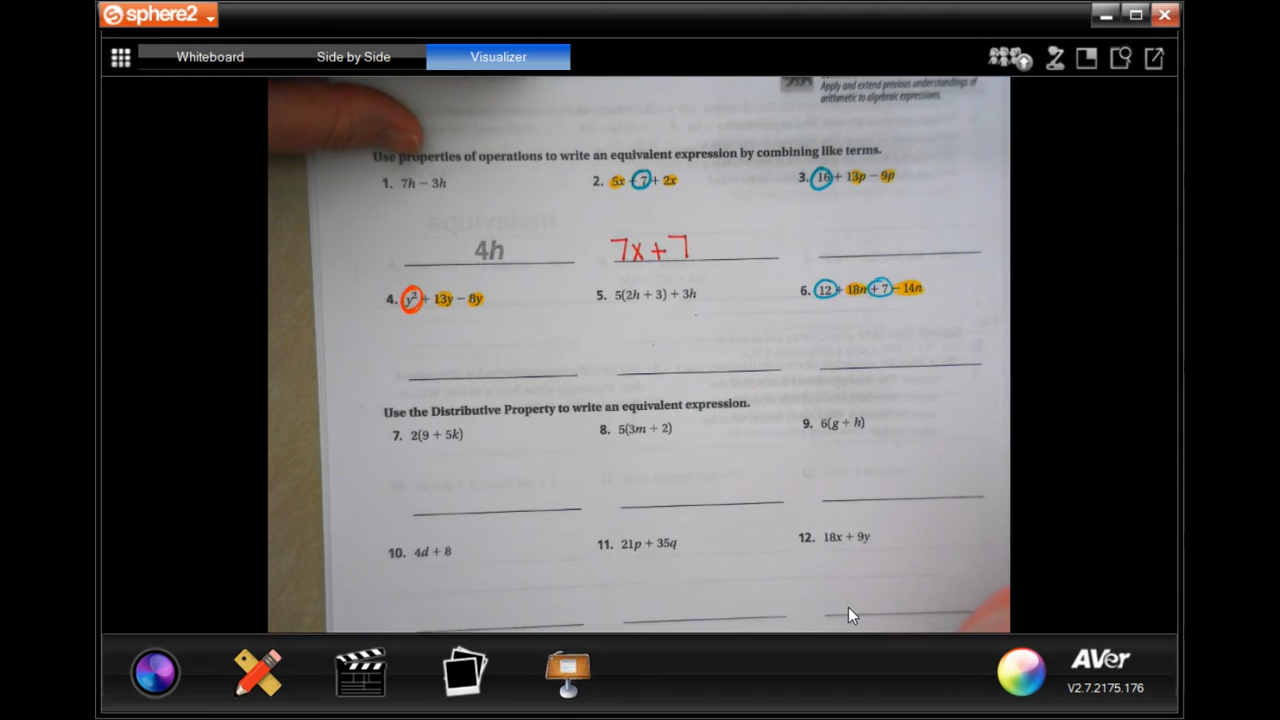 sphere2
Whiteboard Side by Side Visualizer
Apply and extend previous understandings of
arithmetic to algebraic expressions.
Use properties of operations to write an equivalent expression by combining like terms.
1. 7h − 3h 2. 5x + 7 + 2x 3. 16 + 13p − 9p
4h 7x + 7
4. y² + 13y − 8y 5. 5(2h + 3) + 3h 6. 12 + 18n + 7 − 14n
Use the Distributive Property to write an equivalent expression.
7. 2(9 + 5k) 8. 5(3m + 2) 9. 6(g + h)
10. 4d + 8 11. 21p + 35q 12. 18x + 9y
AVer
V2.7.2175.176